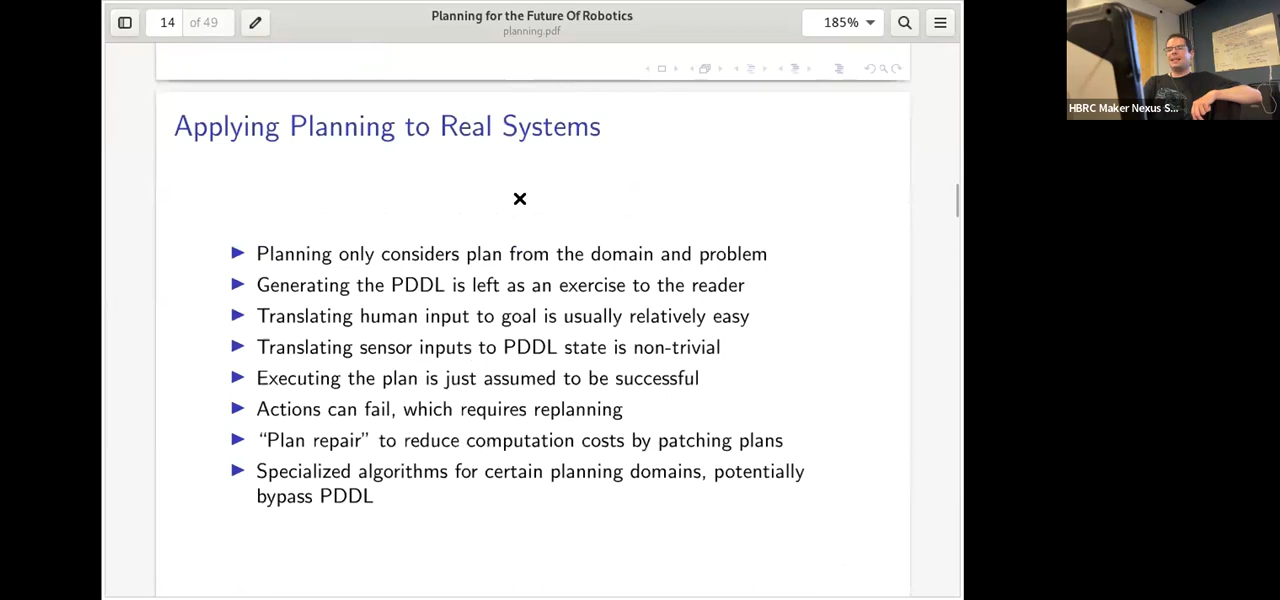 14 of 49
Planning for the Future Of Robotics
planning.pdf
185%
Applying Planning to Real Systems
Planning only considers plan from the domain and problem
Generating the PDDL is left as an exercise to the reader
Translating human input to goal is usually relatively easy
Translating sensor inputs to PDDL state is non-trivial
Executing the plan is just assumed to be successful
Actions can fail, which requires replanning
“Plan repair” to reduce computation costs by patching plans
Specialized algorithms for certain planning domains, potentially
bypass PDDL
HBRC Maker Nexus S...